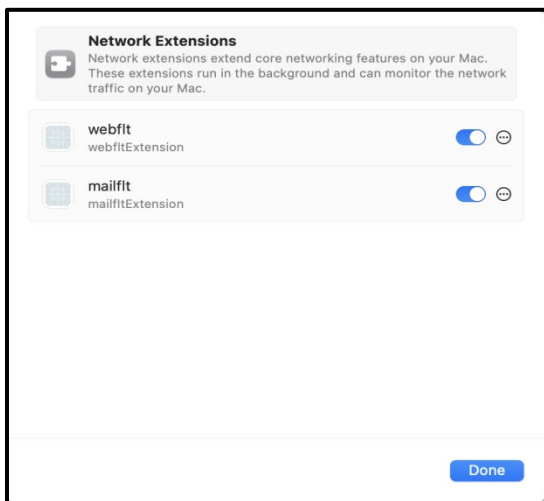 Network Extensions
Network extensions extend core networking features on your Mac.
These extensions run in the background and can monitor the network
traffic on your Mac.
webflt
webfltExtension
mailflt
mailfltExtension
Done